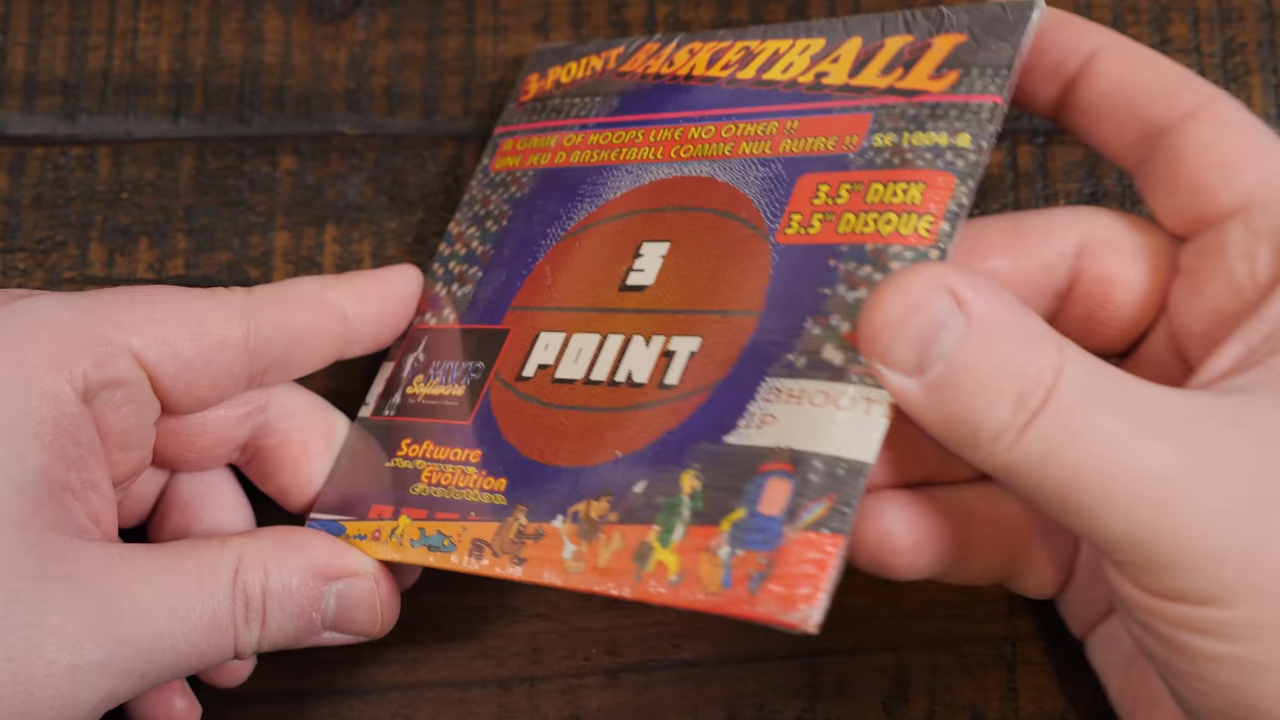 3-POINT BASKETBALL
A GAME OF HOOPS LIKE NO OTHER !!
UNE JEU D BASKETBALL COMME NUL AUTRE !!
3.5" DISK
3.5" DISQUE
3
POINT
SHOOT
Software
Software
Evolution
Evolution